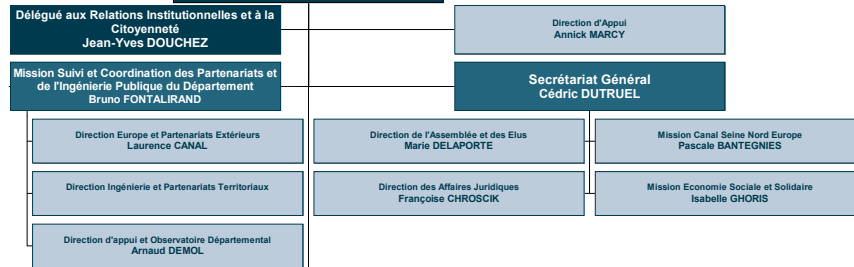 Délégué aux Relations Institutionnelles et à la
Citoyenneté
Jean-Yves DOUCHEZ
Direction d'Appui
Annick MARCY
Mission Suivi et Coordination des Partenariats et
de l'Ingénierie Publique du Département
Bruno FONTALIRAND
Secrétariat Général
Cédric DUTRUEL
Direction Europe et Partenariats Extérieurs
Laurence CANAL
Direction de l'Assemblée et des Elus
Marie DELAPORTE
Mission Canal Seine Nord Europe
Pascale BANTEGNIES
Direction Ingénierie et Partenariats Territoriaux
Direction des Affaires Juridiques
Françoise CHROSCIK
Mission Economie Sociale et Solidaire
Isabelle GHORIS
Direction d'appui et Observatoire Départemental
Arnaud DEMOL